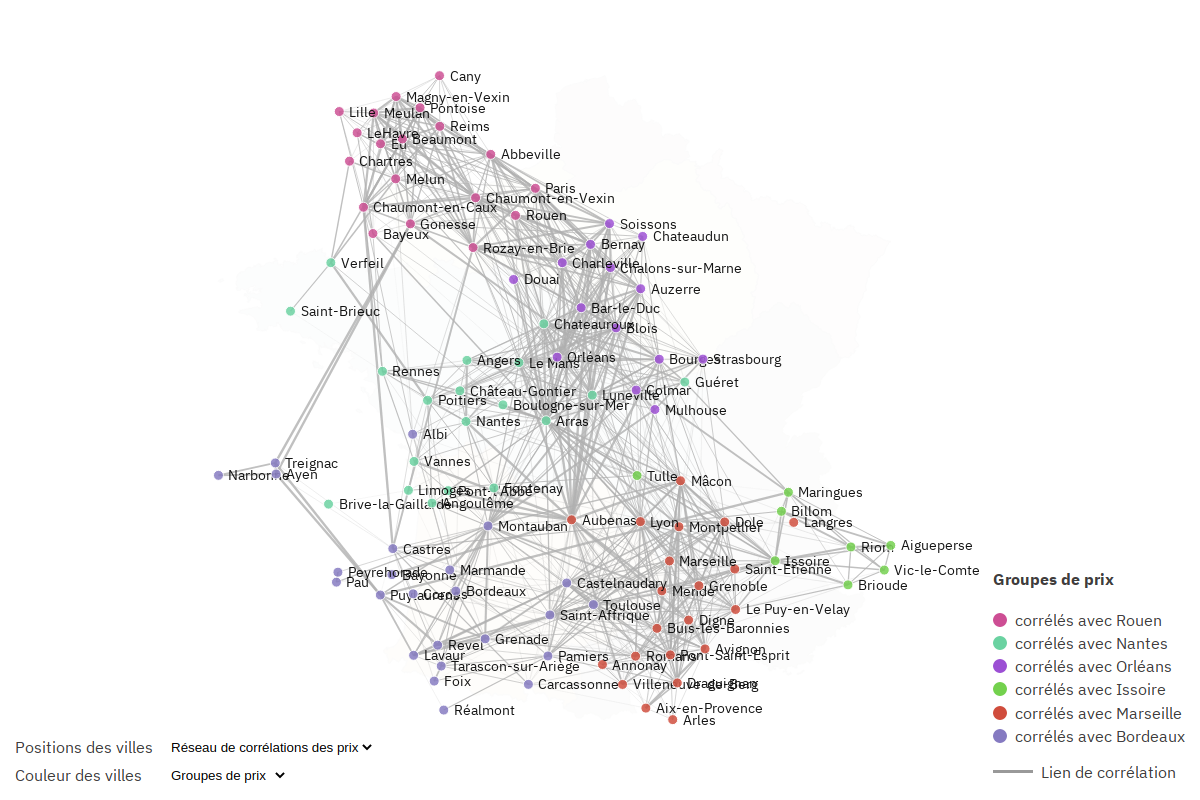 Cany
Magny-en-Vexin
Pontoise
Lille
Meulan
Reims
LeHavre
Beaumont
Eu
Abbeville
Chartres
Melun
Paris
Chaumont-en-Vexin
Chaumont-en-Caux
Rouen
Gonesse
Soissons
Bayeux
Chateaudun
Bernay
Rozay-en-Brie
Verfeil
Charleville
Chalons-sur-Marne
Douai
Auzerre
Saint-Brieuc
Bar-le-Duc
Chateauroux
Blois
Orléans
Angers
Le Mans
Bourges
Strasbourg
Rennes
Guéret
Château-Gontier
Colmar
Luneville
Poitiers
Boulogne-sur-Mer
Mulhouse
Nantes
Arras
Albi
Vannes
Treignac
Narbonne
Ayen
Tulle
Mâcon
Fontenay
Limoges
Pont-l'Abbé
Maringues
Brive-la-Gaillarde
Angoulême
Billom
Montauban
Aubenas
Lyon
Montpellier
Dole
Langres
Castres
Riom
Aigueperse
Marseille
Issoire
Saint-Etienne
Vic-le-Comte
Peyrehorade
Bayonne
Marmande
Pau
Castelnaudary
Grenoble
Brioude
Puylaurens
Bordeaux
Mende
Toulouse
Le Puy-en-Velay
Saint-Affrique
Digne
Buis-les-Baronnies
Grenade
Revel
Avignon
Lavaur
Pamiers
Romans
Pont-Saint-Esprit
Tarascon-sur-Ariège
Annonay
Foix
Carcassonne
Villeneuve-de-Berg
Draguignan
Réalmont
Aix-en-Provence
Arles
Groupes de prix
corrélés avec Rouen
corrélés avec Nantes
corrélés avec Orléans
corrélés avec Issoire
corrélés avec Marseille
corrélés avec Bordeaux
Lien de corrélation
Positions des villes Réseau de corrélations des prix
Couleur des villes Groupes de prix